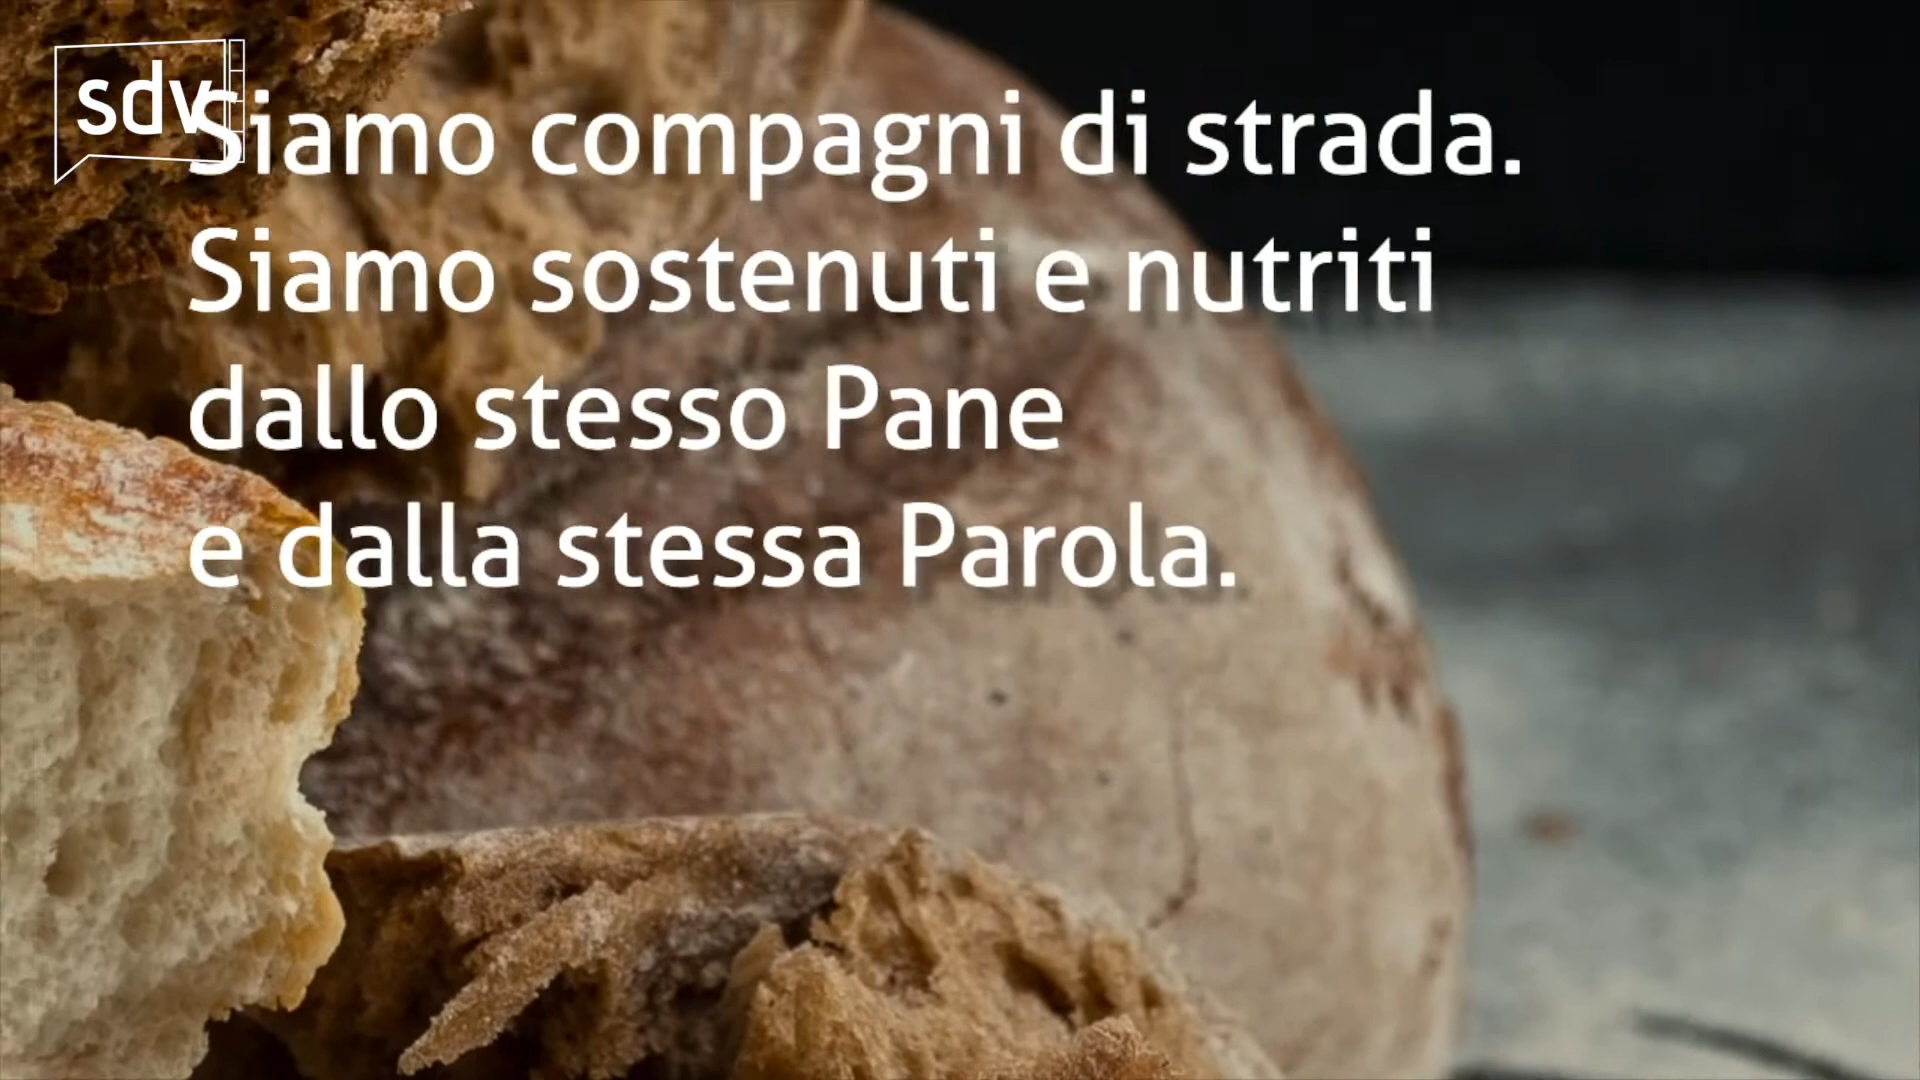 sdv
Siamo compagni di strada.
Siamo sostenuti e nutriti
dallo stesso Pane
e dalla stessa Parola.